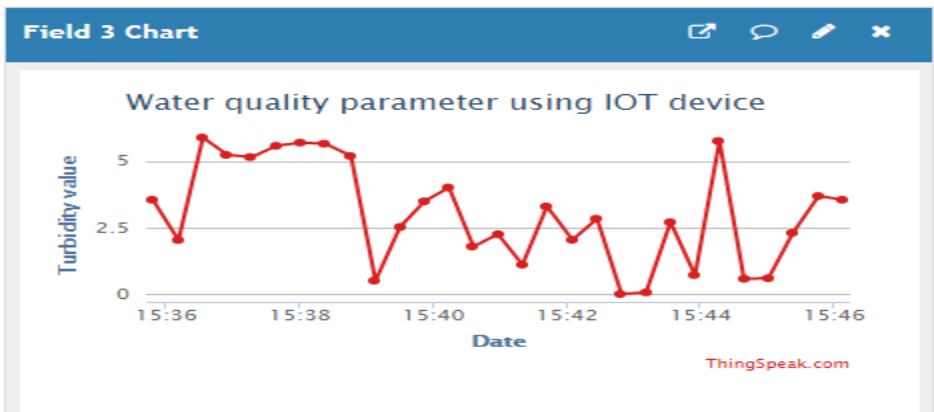 Field 3 Chart
Water quality parameter using IOT device
Turbidity value
5
2.5
0
15:36 15:38 15:40 15:42 15:44 15:46
Date
ThingSpeak.com